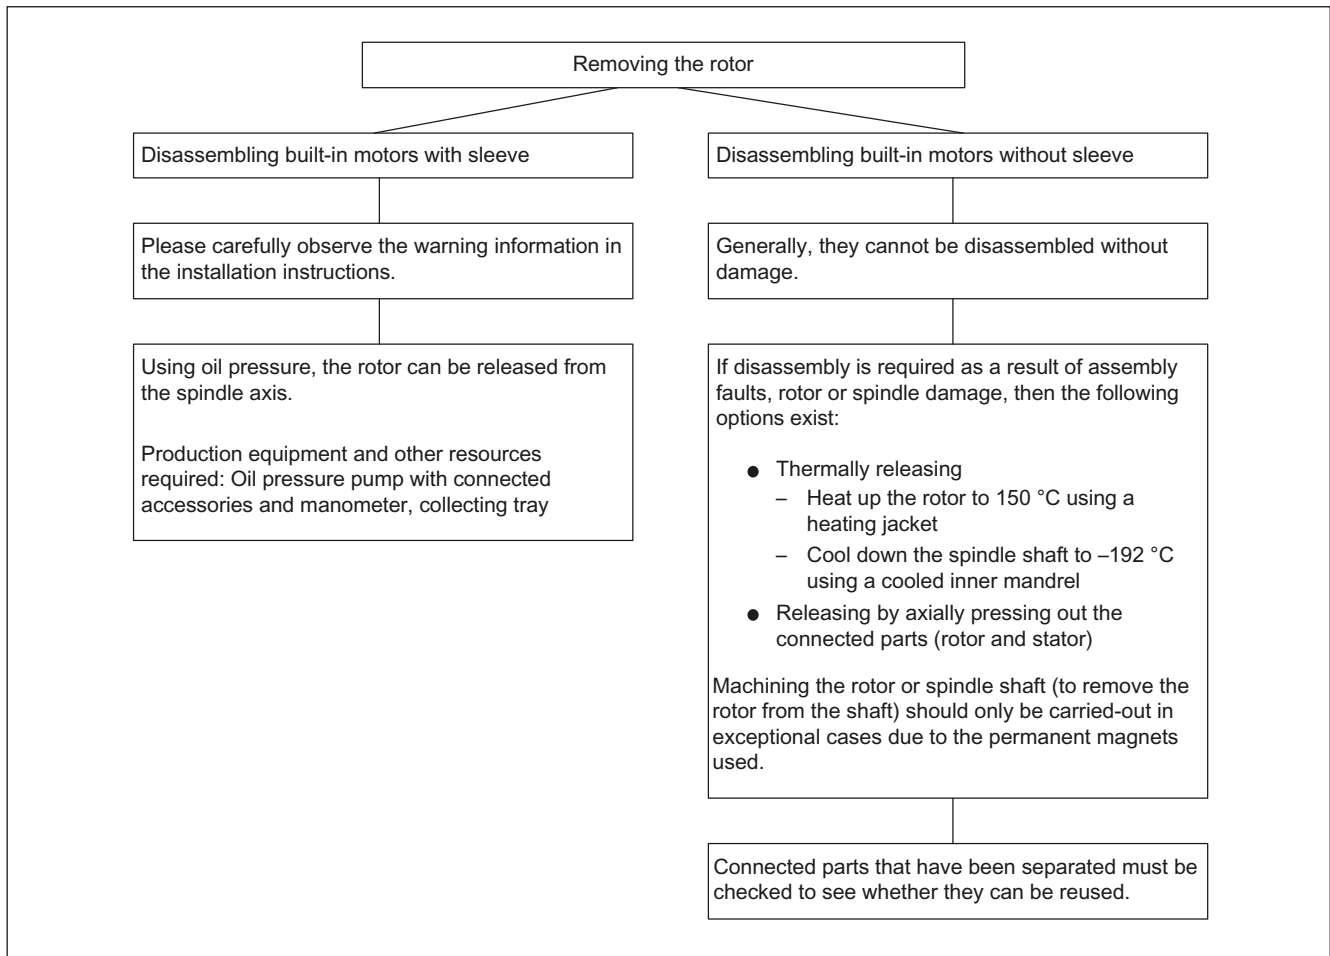 Removing the rotor
Disassembling built-in motors with sleeve
Please carefully observe the warning information in
the installation instructions.
Using oil pressure, the rotor can be released from
the spindle axis.
Production equipment and other resources
required: Oil pressure pump with connected
accessories and manometer, collecting tray
Disassembling built-in motors without sleeve
Generally, they cannot be disassembled without
damage.
If disassembly is required as a result of assembly
faults, rotor or spindle damage, then the following
options exist:
● Thermally releasing
– Heat up the rotor to 150 °C using a
heating jacket
– Cool down the spindle shaft to –192 °C
using a cooled inner mandrel
● Releasing by axially pressing out the
connected parts (rotor and stator)
Machining the rotor or spindle shaft (to remove the
rotor from the shaft) should only be carried-out in
exceptional cases due to the permanent magnets
used.
Connected parts that have been separated must be
checked to see whether they can be reused.